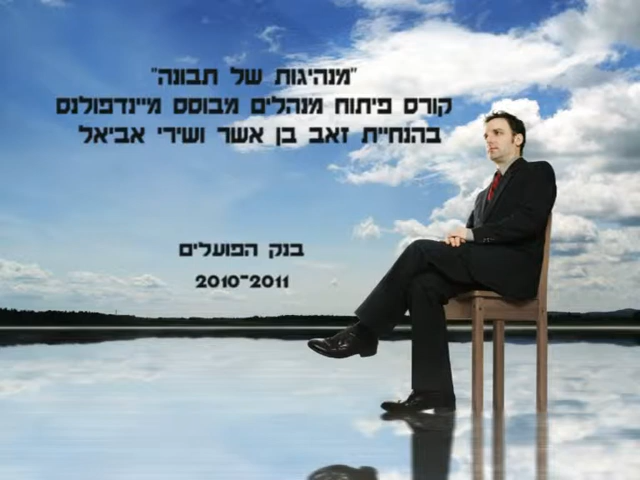 "מנהיגות של תבונה"
קורס פיתוח מנהלים מבוסס מיינדפולנס
בהנחיית זאב בן אשר ושירי אביאל
בנק הפועלים
2010-2011